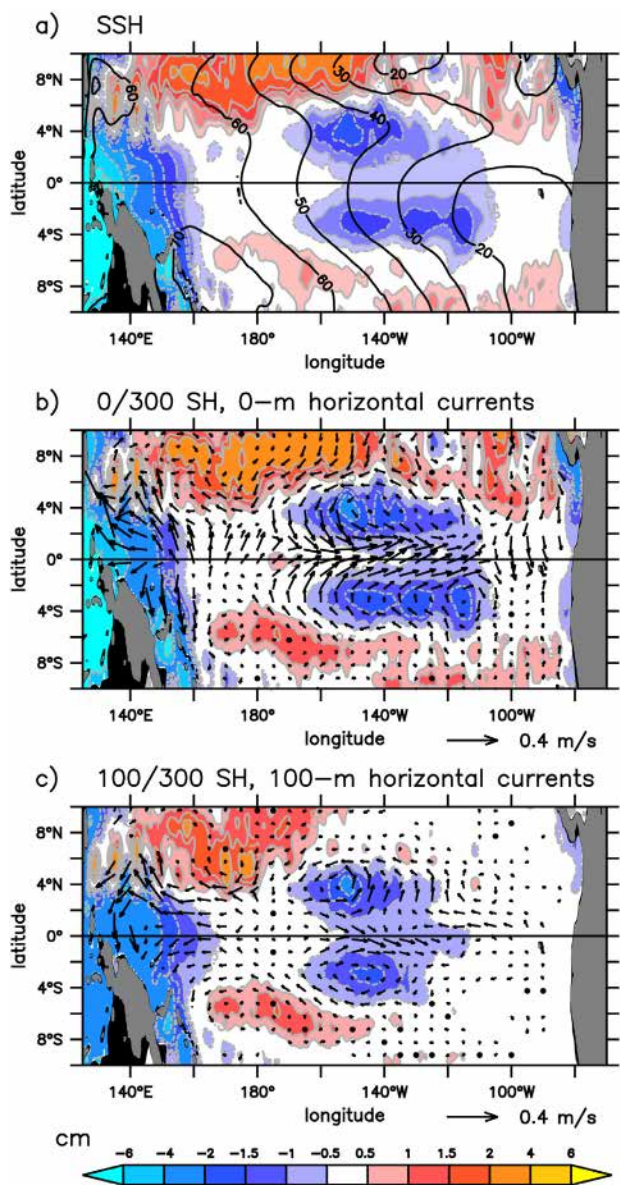 a) SSH
8°N
4°N
0°
4°S
8°S
latitude
60
60
70
60
50
40
30
30
20
20
140°E 180° 140°W 100°W
longitude
b) 0/300 SH, 0-m horizontal currents
8°N
4°N
0°
4°S
8°S
latitude
140°E 180° 140°W 100°W
longitude
0.4 m/s
c) 100/300 SH, 100-m horizontal currents
8°N
4°N
0°
4°S
8°S
latitude
140°E 180° 140°W 100°W
longitude
0.4 m/s
cm
-6 -4 -2 -1.5 -1 -0.5 0.5 1 1.5 2 4 6